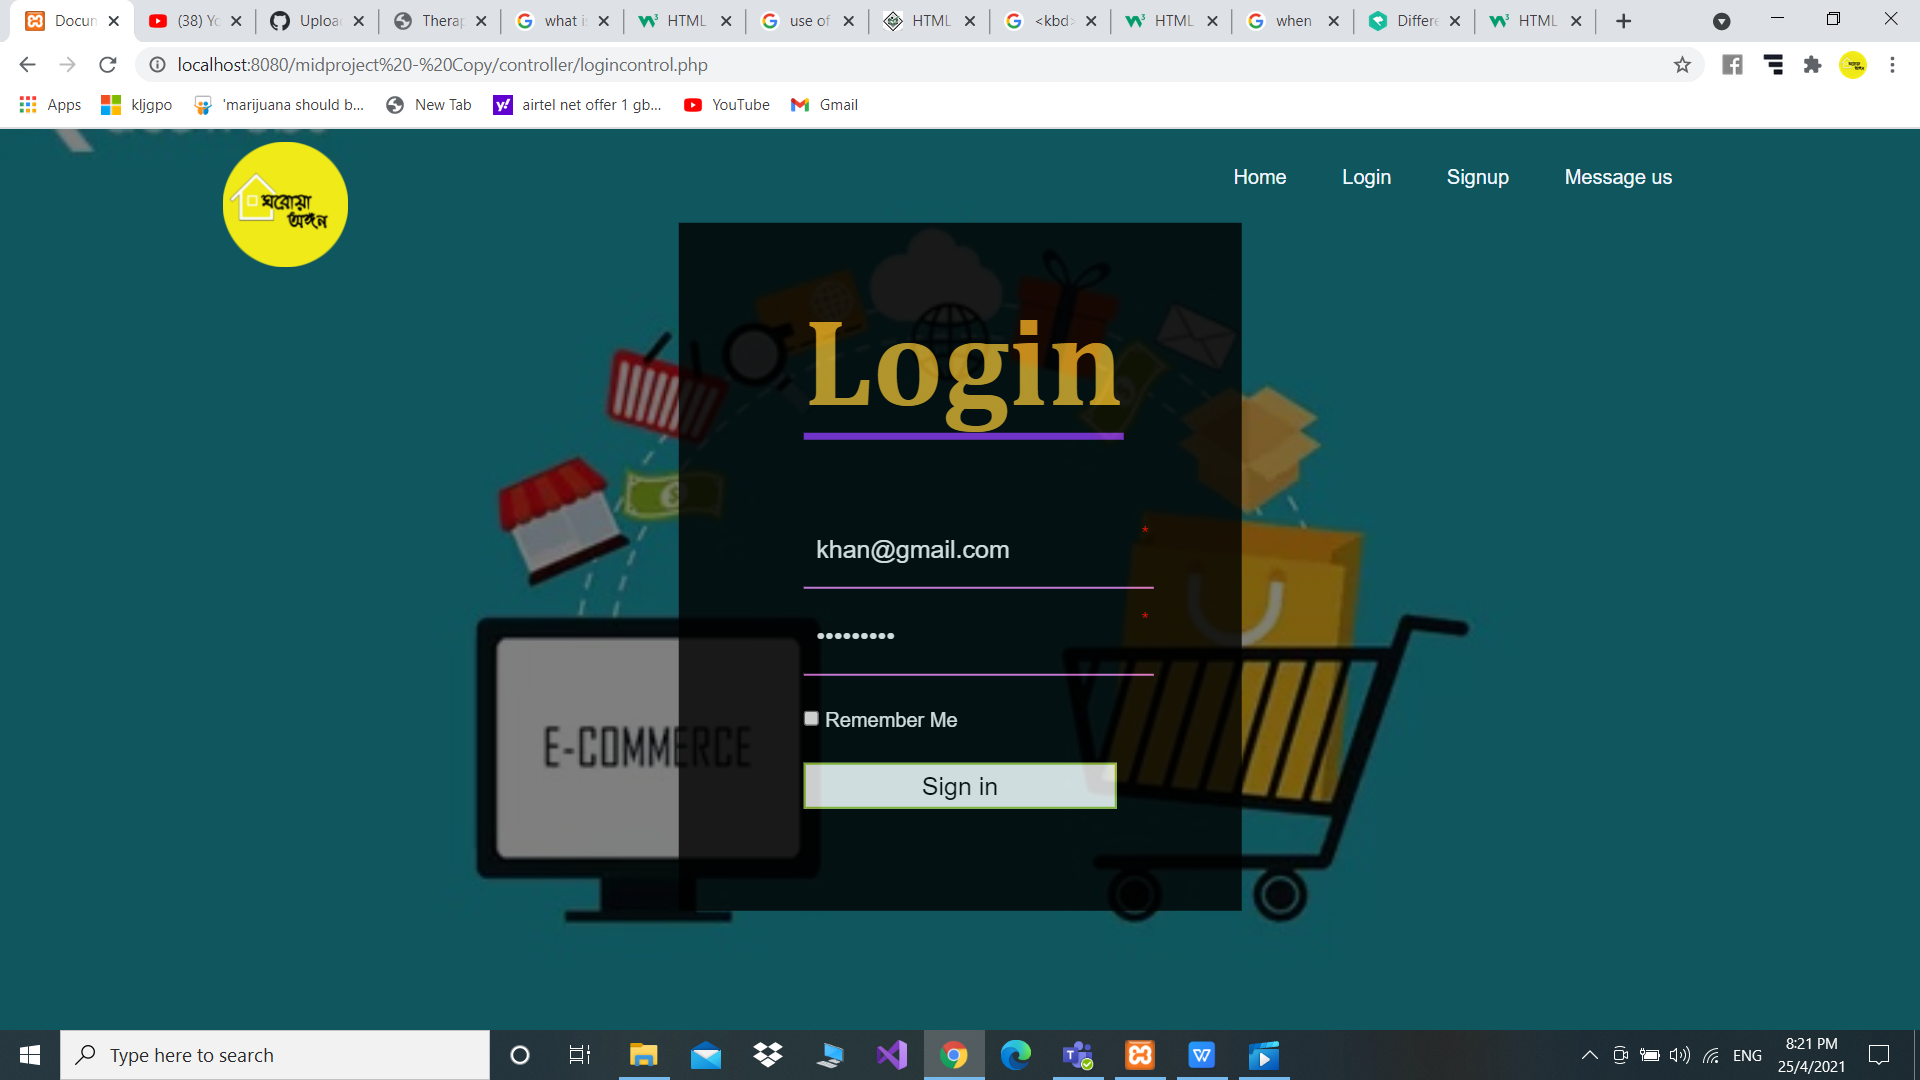 Docun
(38) Yo
Uploa
Therap
what is
HTML
use of
HTML
<kbd>
HTML
when
Differe
HTML
localhost:8080/midproject%20-%20Copy/controller/logincontrol.php
Apps
kljgpo
'marijuana should b...
New Tab
airtel net offer 1 gb...
YouTube
Gmail
ঘরোয়া
অঙ্গন
Home
Login
Signup
Message us
Login
*
khan@gmail.com
*
•••••••••
Remember Me
E-COMMERCE
Sign in
Type here to search
ENG
8:21 PM
25/4/2021